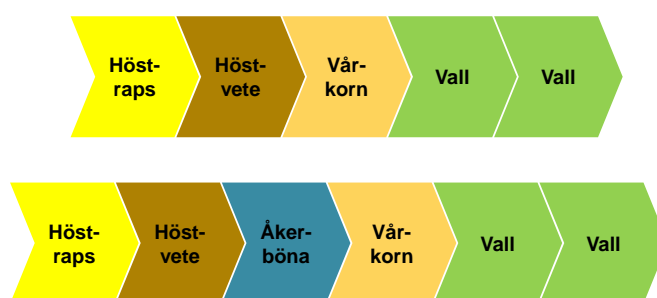 Höst-
raps
Höst-
vete
Vår-
korn
Vall
Vall
Höst-
raps
Höst-
vete
Åker-
böna
Vår-
korn
Vall
Vall